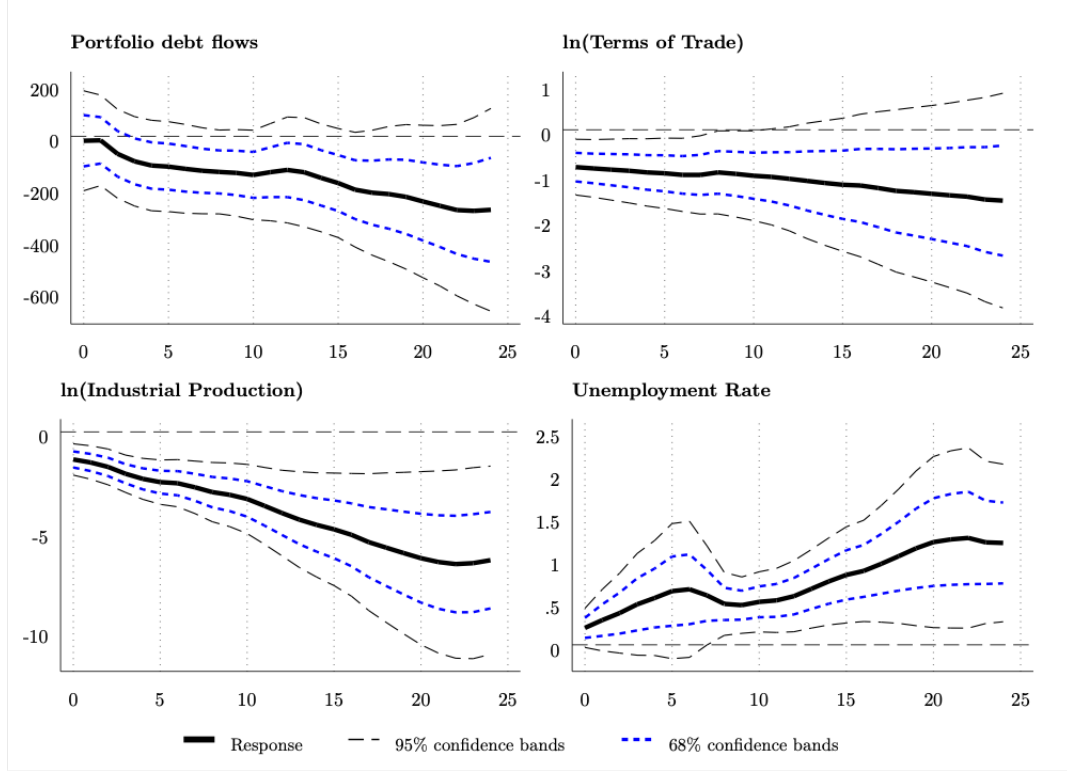 Portfolio debt flows
200
0
-200
-400
-600
0 5 10 15 20 25
ln(Terms of Trade)
1
0
-1
-2
-3
-4
0 5 10 15 20 25
ln(Industrial Production)
0
-5
-10
0 5 10 15 20 25
Unemployment Rate
2.5
2
1.5
1
.5
0
0 5 10 15 20 25
Response 95% confidence bands 68% confidence bands